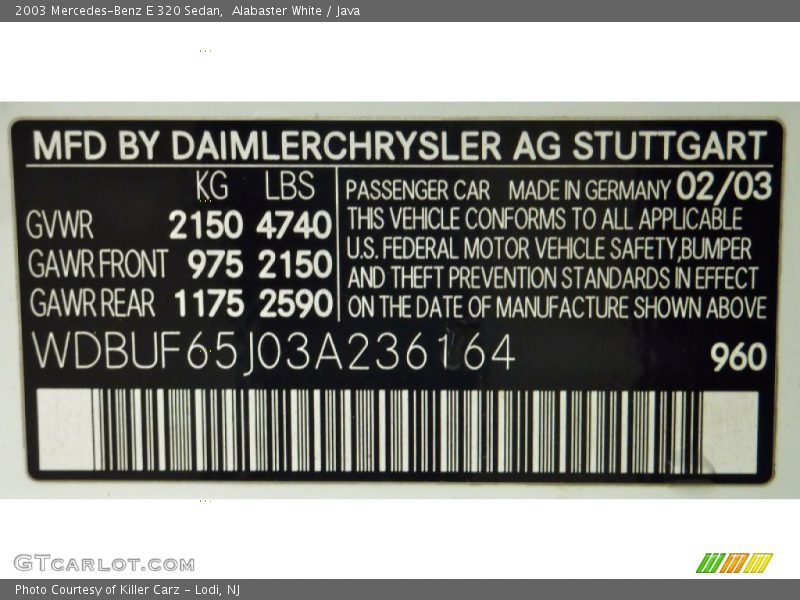 2003 Mercedes-Benz E 320 Sedan,  Alabaster White / Java
MFD BY DAIMLERCHRYSLER AG STUTTGART
KG LBS
GVWR 2150 4740
GAWR FRONT 975 2150
GAWR REAR 1175 2590
PASSENGER CAR MADE IN GERMANY 02/03
THIS VEHICLE CONFORMS TO ALL APPLICABLE
U.S. FEDERAL MOTOR VEHICLE SAFETY,BUMPER
AND THEFT PREVENTION STANDARDS IN EFFECT
ON THE DATE OF MANUFACTURE SHOWN ABOVE
WDBUF65J03A236164 960
GTCARLOT.COM
Photo Courtesy of Killer Carz – Lodi, NJ